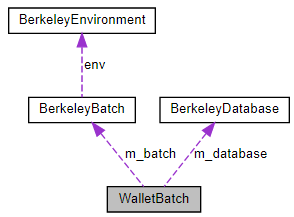 BerkeleyEnvironment
env
BerkeleyBatch
BerkeleyDatabase
m_batch
m_database
WalletBatch